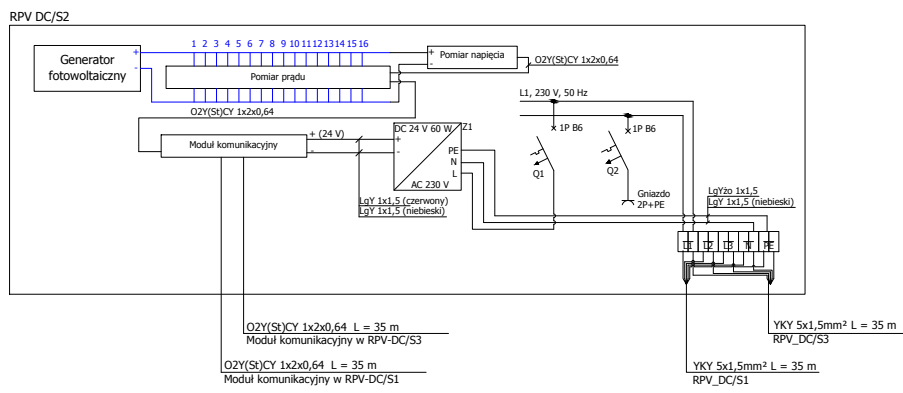 RPV DC/S2
Generator
fotowoltaiczny
+
-
1 2 3 4 5 6 7 8 9 10 11 12 13 14 15 16
Pomiar prądu
+
-
Pomiar napięcia
O2Y(St)CY 1x2x0,64
O2Y(St)CY 1x2x0,64
L1, 230 V, 50 Hz
Moduł komunikacyjny
+ (24 V)
-
DC 24 V 60 W
Z1
+
-
PE
N
L
AC 230 V
1P B6
Q1
1P B6
Q2
Gniazdo
2P+PE
LgY 1x1,5 (czerwony)
LgY 1x1,5 (niebieski)
LgYżo 1x1,5
LgY 1x1,5 (niebieski)
L1 L2 L3 N PE
O2Y(St)CY 1x2x0,64 L = 35 m
Moduł komunikacyjny w RPV-DC/S3
YKY 5x1,5mm² L = 35 m
RPV_DC/S3
O2Y(St)CY 1x2x0,64 L = 35 m
Moduł komunikacyjny w RPV-DC/S1
YKY 5x1,5mm² L = 35 m
RPV_DC/S1